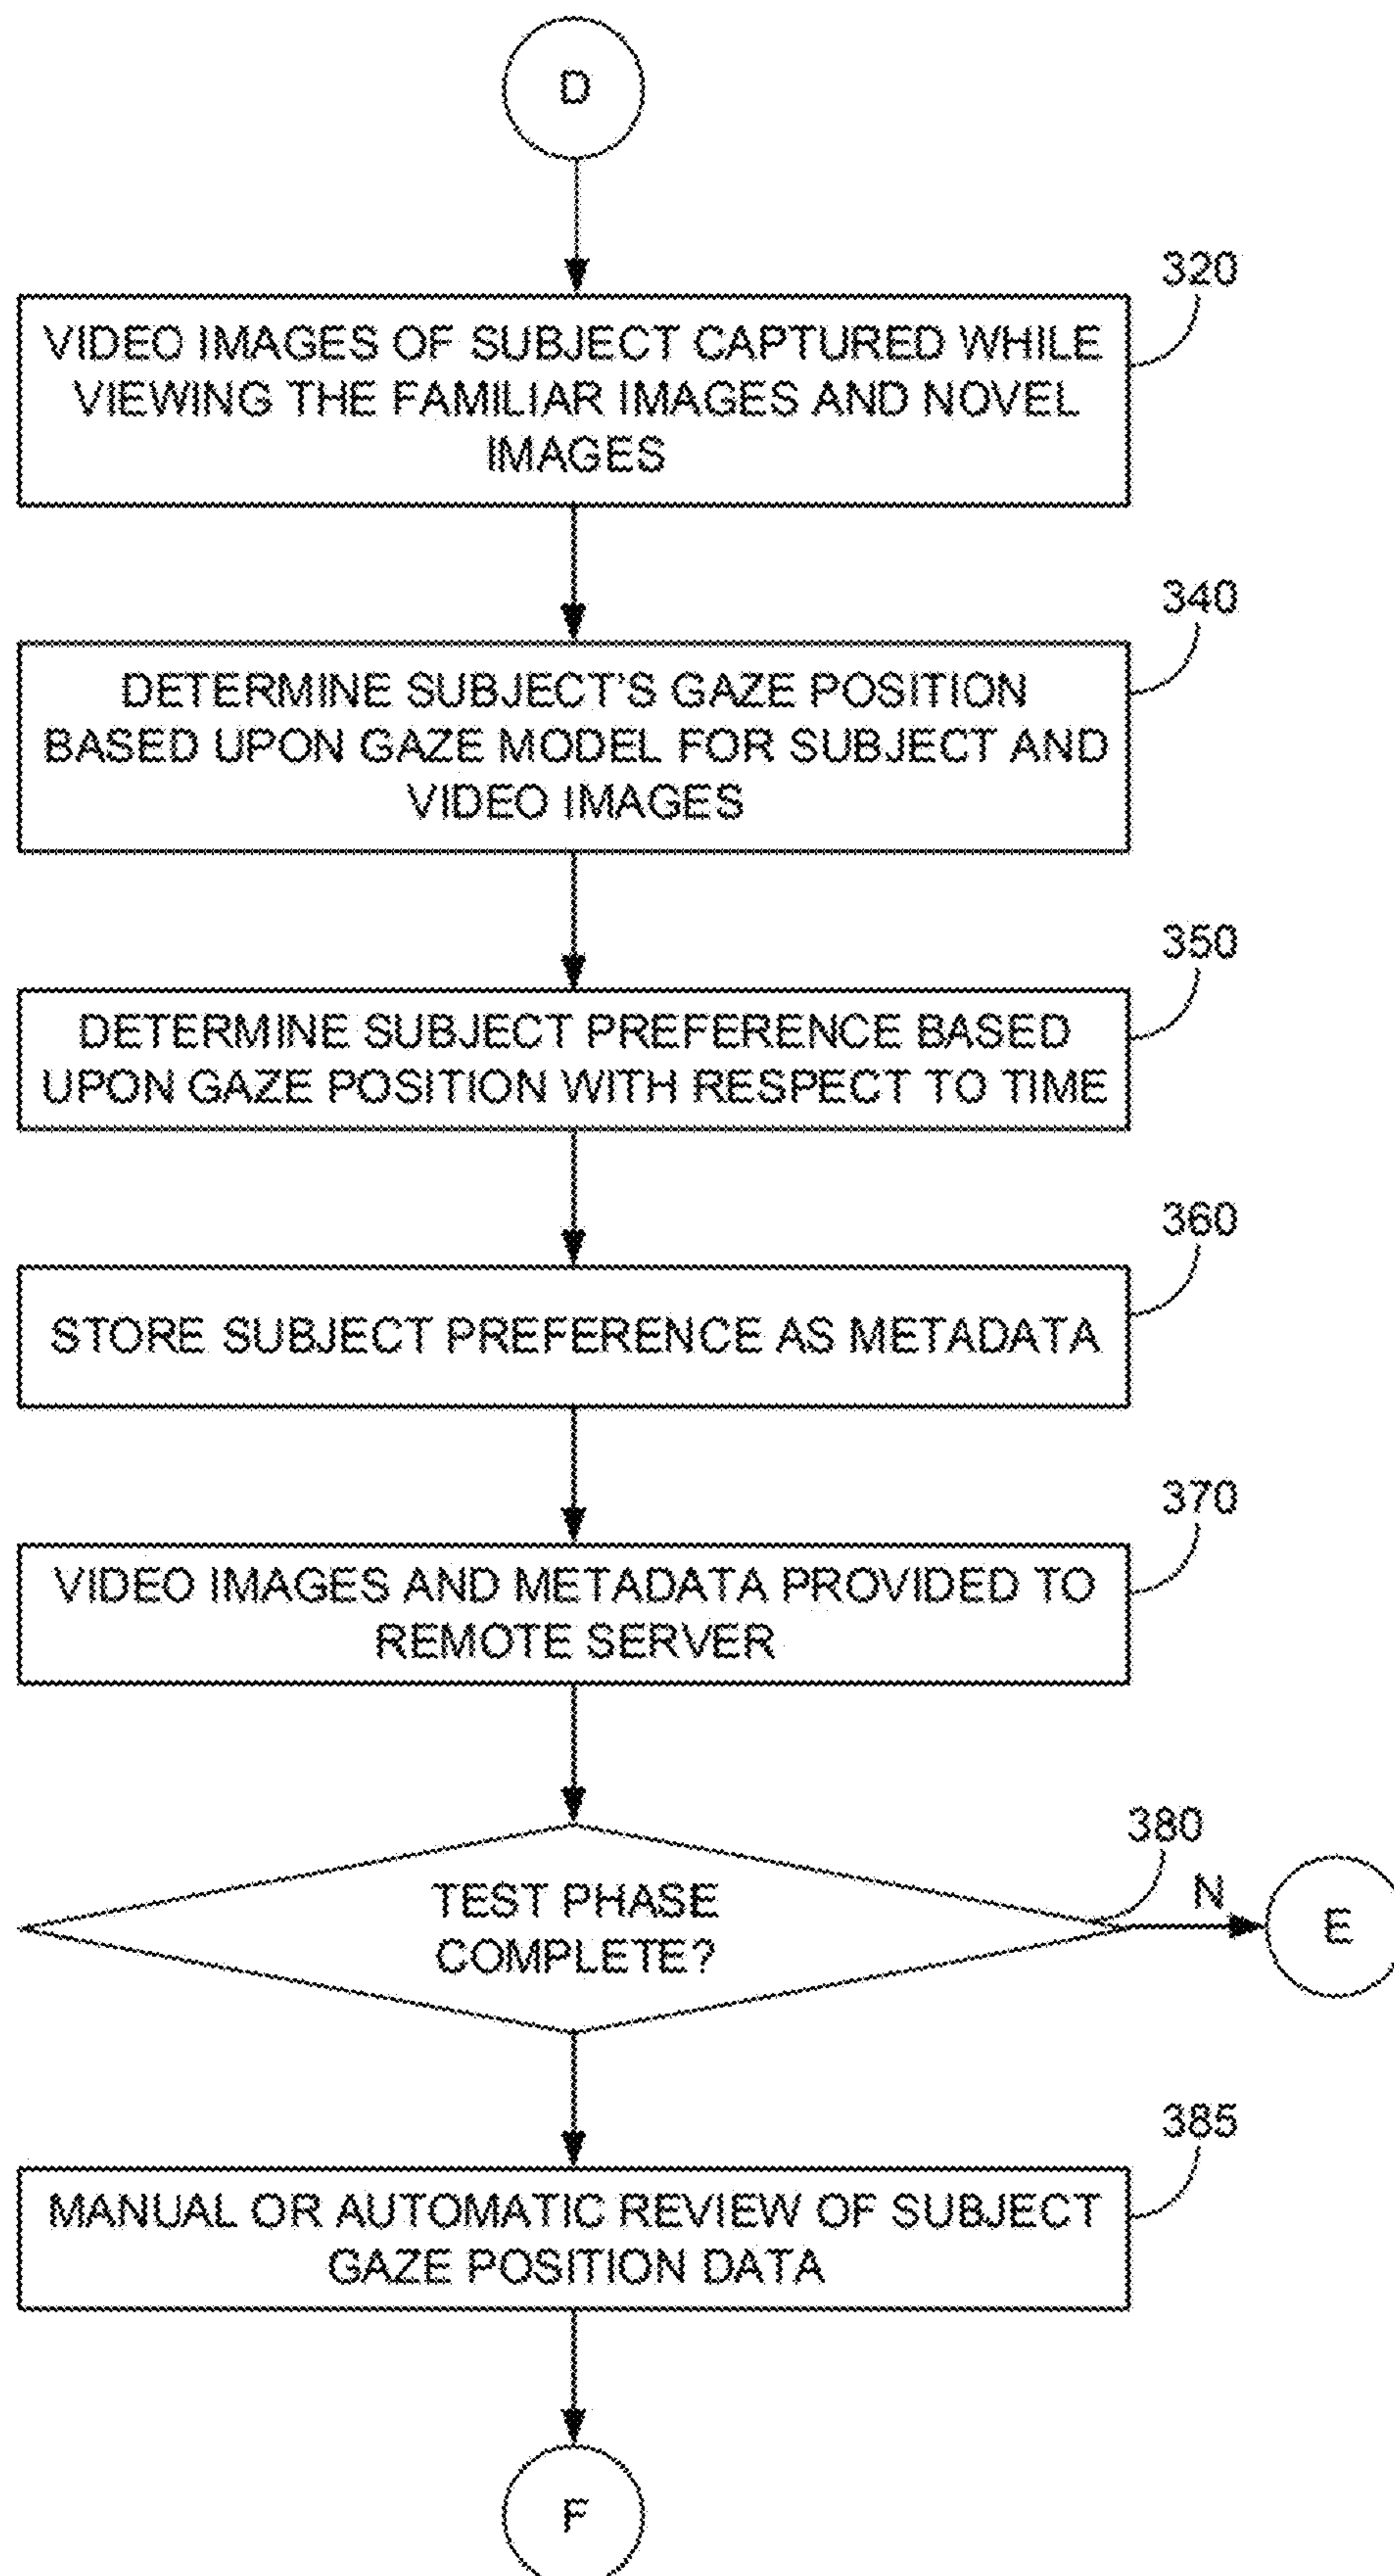 D
320
VIDEO IMAGES OF SUBJECT CAPTURED WHILE
VIEWING THE FAMILIAR IMAGES AND NOVEL
IMAGES
340
DETERMINE SUBJECT'S GAZE POSITION
BASED UPON GAZE MODEL FOR SUBJECT AND
VIDEO IMAGES
350
DETERMINE SUBJECT PREFERENCE BASED
UPON GAZE POSITION WITH RESPECT TO TIME
360
STORE SUBJECT PREFERENCE AS METADATA
370
VIDEO IMAGES AND METADATA PROVIDED TO
REMOTE SERVER
380
TEST PHASE
COMPLETE?
N
E
385
MANUAL OR AUTOMATIC REVIEW OF SUBJECT
GAZE POSITION DATA
F